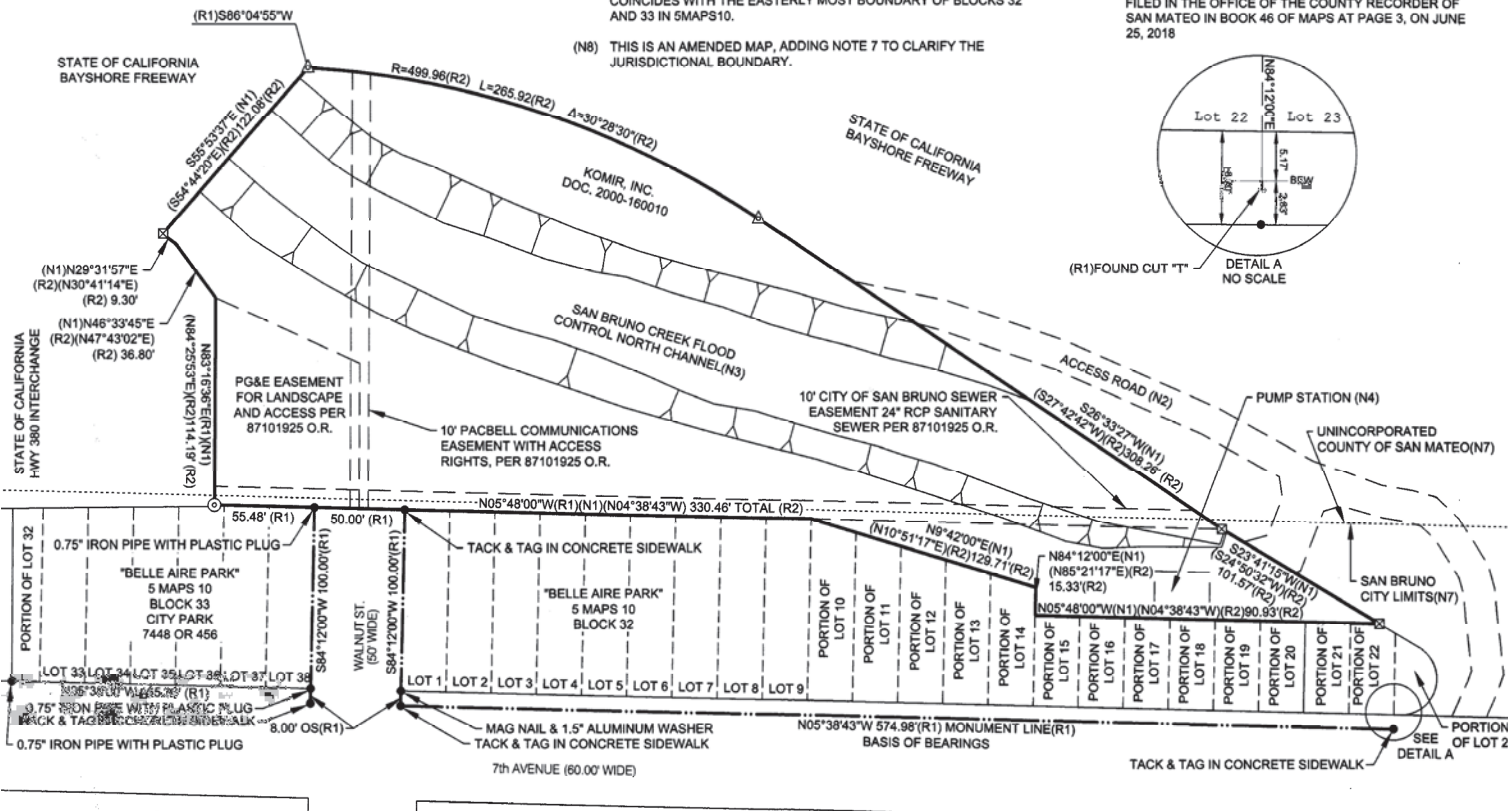 COINCIDES WITH THE EASTERLY MOST BOUNDARY OF BLOCKS 32
AND 33 IN 5MAPS10.
(N8) THIS IS AN AMENDED MAP, ADDING NOTE 7 TO CLARIFY THE
JURISDICTIONAL BOUNDARY.
FILED IN THE OFFICE OF THE COUNTY RECORDER OF
SAN MATEO IN BOOK 46 OF MAPS AT PAGE 3, ON JUNE
25, 2018
(R1)S86°04'55"W
STATE OF CALIFORNIA
BAYSHORE FREEWAY
R=499.96(R2) L=265.92(R2) Δ=30°28'30"(R2)
S55°53'37"E (N1)
(S54°44'20"E)(R2)122.08'(R2)
STATE OF CALIFORNIA
BAYSHORE FREEWAY
KOMIR, INC.
DOC. 2000-160010
N84°12'00"E
Lot 22
Lot 23
5.17'
2.83'
(R1)FOUND CUT "T"
DETAIL A
NO SCALE
(N1)N29°31'57"E
(R2)(N30°41'14"E)
(R2) 9.30'
(N1)N46°33'45"E
(R2)(N47°43'02"E)
(R2) 36.80'
STATE OF CALIFORNIA
HWY 380 INTERCHANGE
N83°16'36"E(R1)(N1)
(N84°25'53"E)(R2)114.19' (R2)
SAN BRUNO CREEK FLOOD
CONTROL NORTH CHANNEL(N3)
PG&E EASEMENT
FOR LANDSCAPE
AND ACCESS PER
87101925 O.R.
10' PACBELL COMMUNICATIONS
EASEMENT WITH ACCESS
RIGHTS, PER 87101925 O.R.
10' CITY OF SAN BRUNO SEWER
EASEMENT 24" RCP SANITARY
SEWER PER 87101925 O.R.
ACCESS ROAD (N2)
S26°33'27"W(N1)
(S27°42'42"W)(R2)308.26' (R2)
PUMP STATION (N4)
UNINCORPORATED
COUNTY OF SAN MATEO(N7)
55.48' (R1)
50.00' (R1)
N05°48'00"W(R1)(N1)(N04°38'43"W) 330.46' TOTAL (R2)
N9°42'00"E(N1)
(N10°51'17"E)(R2)129.71'(R2)
N84°12'00"E(N1)
(N85°21'17"E)(R2)
15.33'(R2)
S23°41'15"W(N1)
(S24°50'32"W)(R2)
101.57'(R2)
SAN BRUNO
CITY LIMITS(N7)
N05°48'00"W(N1)(N04°38'43"W)(R2)90.93'(R2)
0.75" IRON PIPE WITH PLASTIC PLUG
TACK & TAG IN CONCRETE SIDEWALK
PORTION OF LOT 32
"BELLE AIRE PARK"
5 MAPS 10
BLOCK 33
CITY PARK
7448 OR 456
S84°12'00"W 100.00'(R1)
WALNUT ST.
(50' WIDE)
S84°12'00"W 100.00'(R1)
"BELLE AIRE PARK"
5 MAPS 10
BLOCK 32
PORTION OF
LOT 10
PORTION OF
LOT 11
PORTION OF
LOT 12
PORTION OF
LOT 13
PORTION OF
LOT 14
PORTION OF
LOT 15
PORTION OF
LOT 16
PORTION OF
LOT 17
PORTION OF
LOT 18
PORTION OF
LOT 19
PORTION OF
LOT 20
PORTION OF
LOT 21
PORTION OF
LOT 22
LOT 33 LOT 34 LOT 35 LOT 36 LOT 37 LOT 38
LOT 1 LOT 2 LOT 3 LOT 4 LOT 5 LOT 6 LOT 7 LOT 8 LOT 9
(R1)
0.75" IRON PIPE WITH PLASTIC PLUG
TACK & TAG IN CONCRETE SIDEWALK
8.00' OS(R1)
0.75" IRON PIPE WITH PLASTIC PLUG
MAG NAIL & 1.5" ALUMINUM WASHER
TACK & TAG IN CONCRETE SIDEWALK
7th AVENUE (60.00' WIDE)
N05°38'43"W 574.98'(R1) MONUMENT LINE(R1)
BASIS OF BEARINGS
TACK & TAG IN CONCRETE SIDEWALK
SEE
DETAIL A
PORTION
OF LOT 2